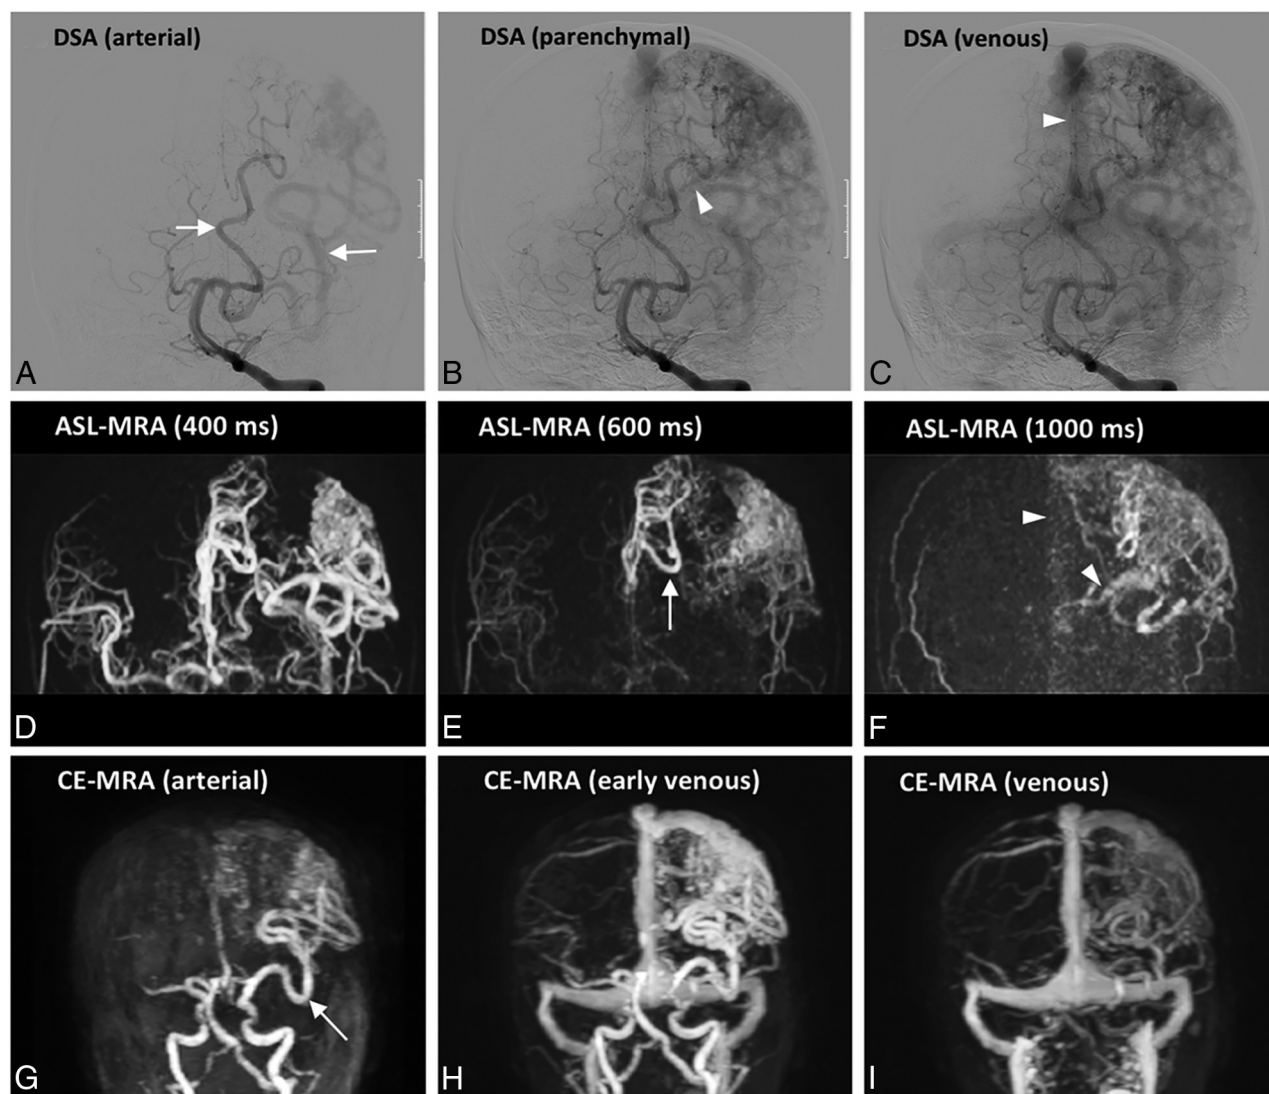 DSA (arterial)
DSA (parenchymal)
DSA (venous)
A
B
C
ASL-MRA (400 ms)
ASL-MRA (600 ms)
ASL-MRA (1000 ms)
D
E
F
CE-MRA (arterial)
CE-MRA (early venous)
CE-MRA (venous)
G
H
I